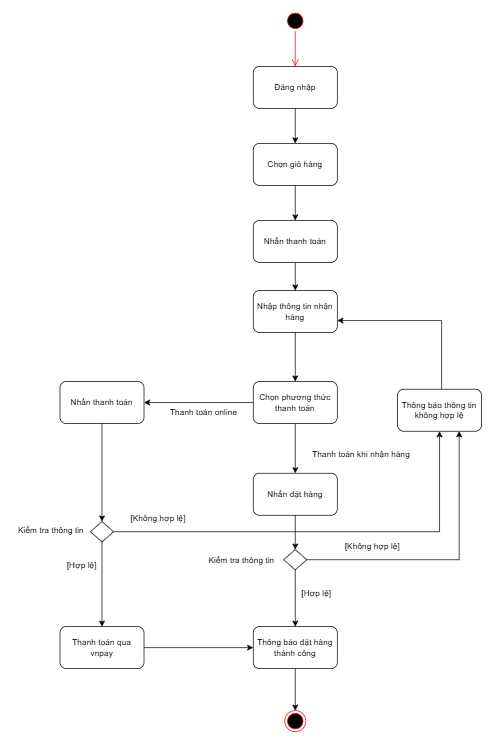 Đăng nhập
Chọn giỏ hàng
Nhấn thanh toán
Nhập thông tin nhận
hàng
Nhấn thanh toán
Thanh toán online
Chọn phương thức
thanh toán
Thông báo thông tin
không hợp lệ
Thanh toán khi nhận hàng
Nhấn đặt hàng
Kiểm tra thông tin
[Không hợp lệ]
[Hợp lệ]
Kiểm tra thông tin
[Không hợp lệ]
[Hợp lệ]
Thanh toán qua
vnpay
Thông báo đặt hàng
thành công